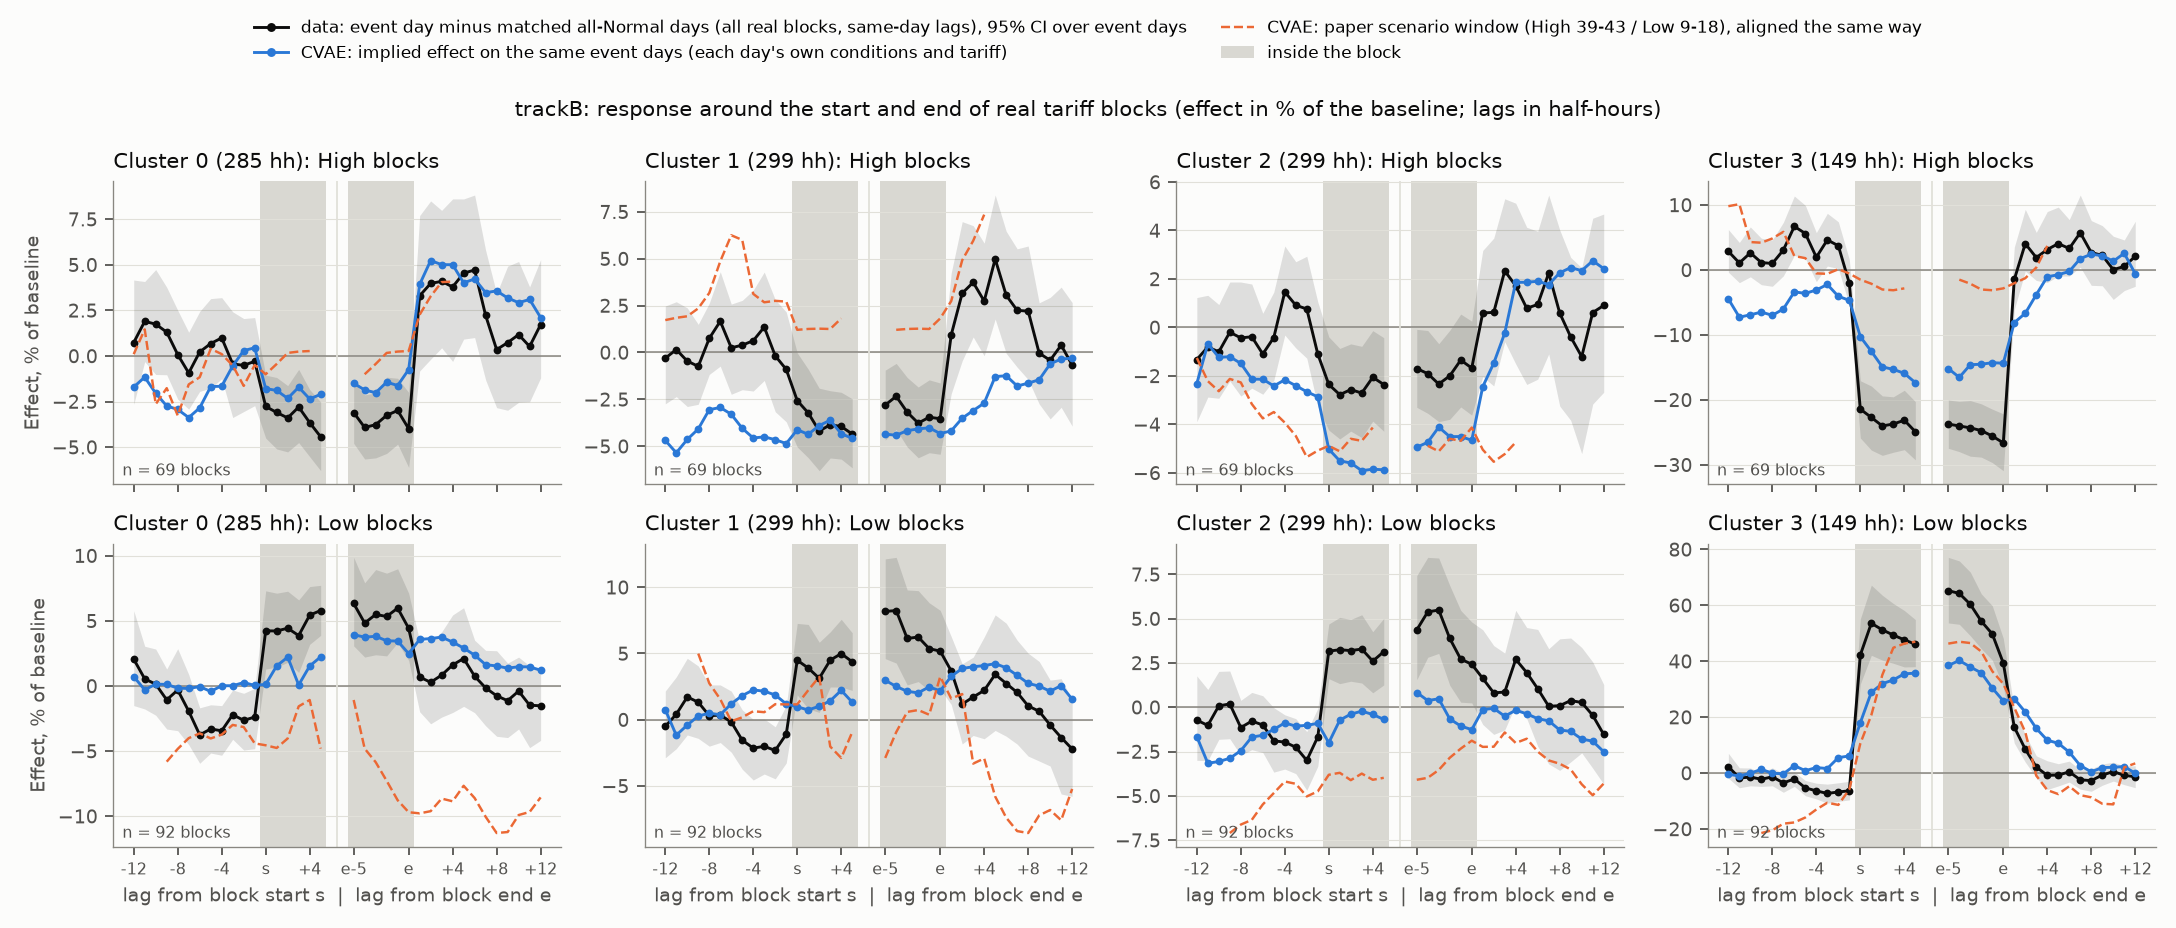 data: event day minus matched all-Normal days (all real blocks, same-day lags), 95% CI over event days
CVAE: implied effect on the same event days (each day's own conditions and tariff)
CVAE: paper scenario window (High 39-43 / Low 9-18), aligned the same way
inside the block
trackB: response around the start and end of real tariff blocks (effect in % of the baseline; lags in half-hours)
Cluster 0 (285 hh): High blocks
Effect, % of baseline
7.5
5.0
2.5
0.0
−2.5
−5.0
n = 69 blocks
Cluster 1 (299 hh): High blocks
7.5
5.0
2.5
0.0
−2.5
−5.0
n = 69 blocks
Cluster 2 (299 hh): High blocks
6
4
2
0
−2
−4
−6
n = 69 blocks
Cluster 3 (149 hh): High blocks
10
0
−10
−20
−30
n = 69 blocks
Cluster 0 (285 hh): Low blocks
Effect, % of baseline
10
5
0
−5
−10
n = 92 blocks
-12 -8 -4 s +4 e-5 e +4 +8 +12
lag from block start s | lag from block end e
Cluster 1 (299 hh): Low blocks
10
5
0
−5
n = 92 blocks
-12 -8 -4 s +4 e-5 e +4 +8 +12
lag from block start s | lag from block end e
Cluster 2 (299 hh): Low blocks
7.5
5.0
2.5
0.0
−2.5
−5.0
−7.5
n = 92 blocks
-12 -8 -4 s +4 e-5 e +4 +8 +12
lag from block start s | lag from block end e
Cluster 3 (149 hh): Low blocks
80
60
40
20
0
−20
n = 92 blocks
-12 -8 -4 s +4 e-5 e +4 +8 +12
lag from block start s | lag from block end e